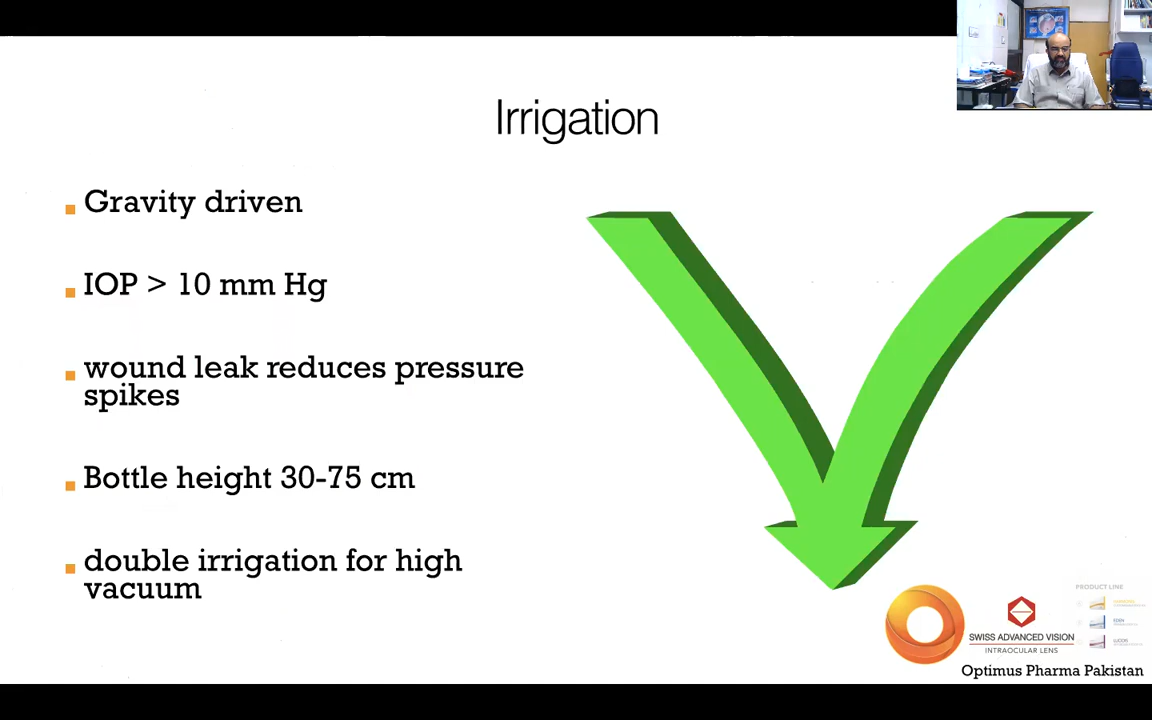 Irrigation
Gravity driven
IOP > 10 mm Hg
wound leak reduces pressure
spikes
Bottle height 30-75 cm
double irrigation for high
vacuum
PRODUCT LINE
SWISS ADVANCED VISION
INTRAOCULAR LENS
Optimus Pharma Pakistan